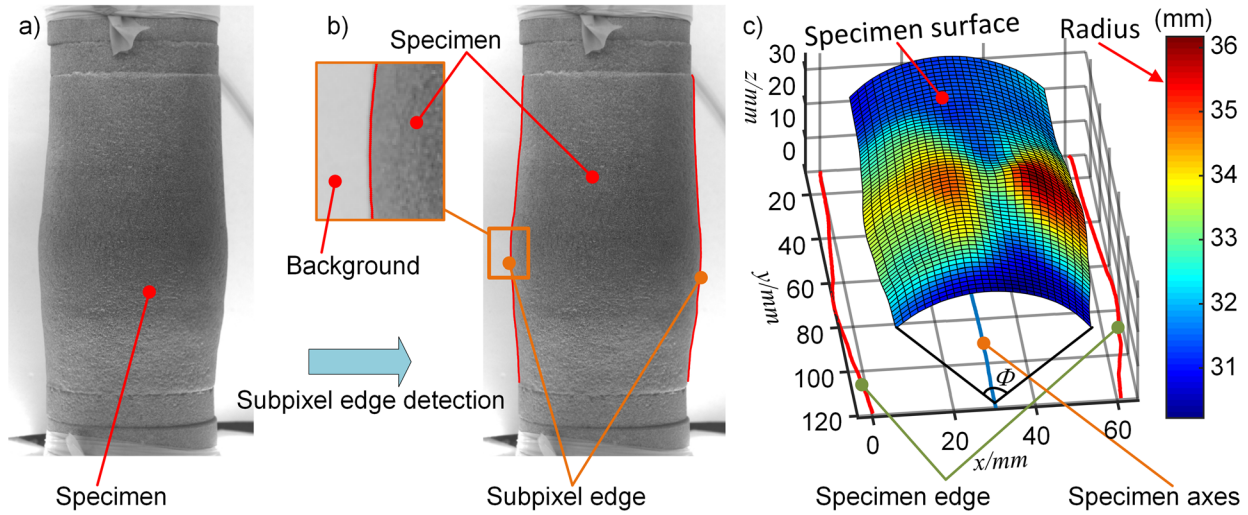 a)
Specimen
Subpixel edge detection
b)
Specimen
Background
Subpixel edge
c)
Specimen surface
Radius
(mm)
36
35
34
33
32
31
z/mm
30
20
10
0
y/mm
20
40
60
80
100
120
0
20
40
60
x/mm
Φ
Specimen edge
Specimen axes